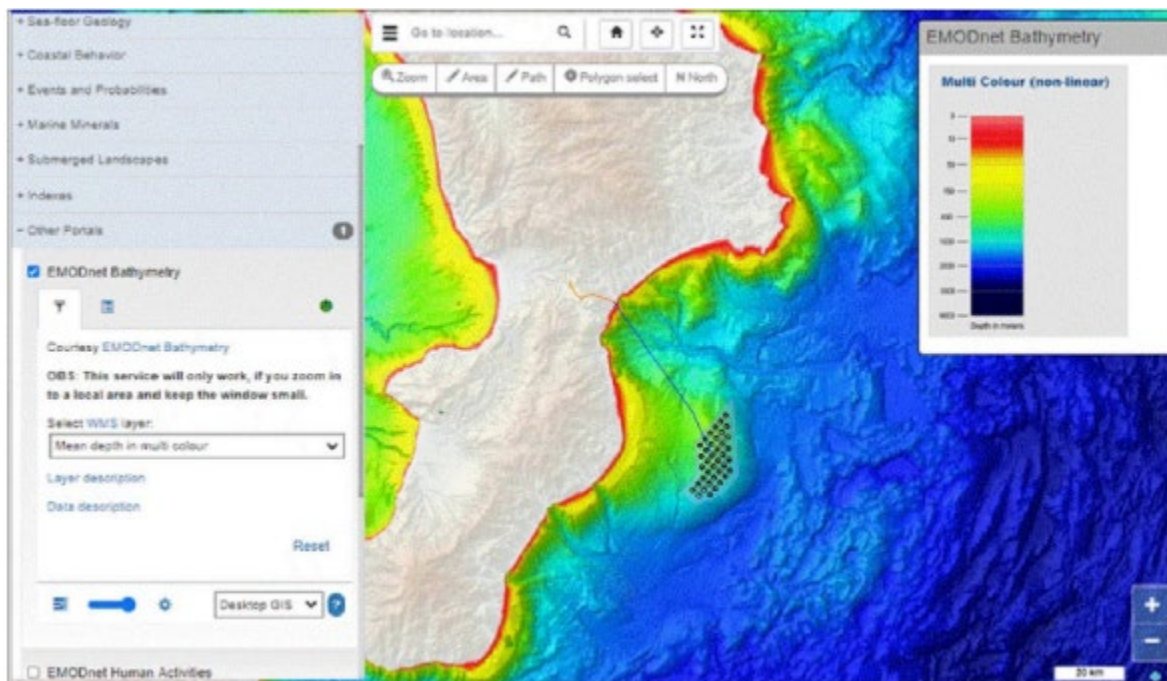 + Sea-floor Geology
+ Coastal Behavior
+ Events and Probabilities
+ Marine Minerals
+ Submerged Landscapes
+ Indexes
− Other Portals
1
EMODnet Bathymetry
Courtesy EMODnet Bathymetry
OBS: This service will only work, if you zoom in
to a local area and keep the window small.
Select WMS layer:
Mean depth in multi colour
Layer description
Data description
Reset
Desktop GIS
?
EMODnet Human Activities
Go to location...
Zoom
Area
Path
Polygon select
N North
EMODnet Bathymetry
Multi Colour (non-linear)
Depth in meters
+
−
20 km